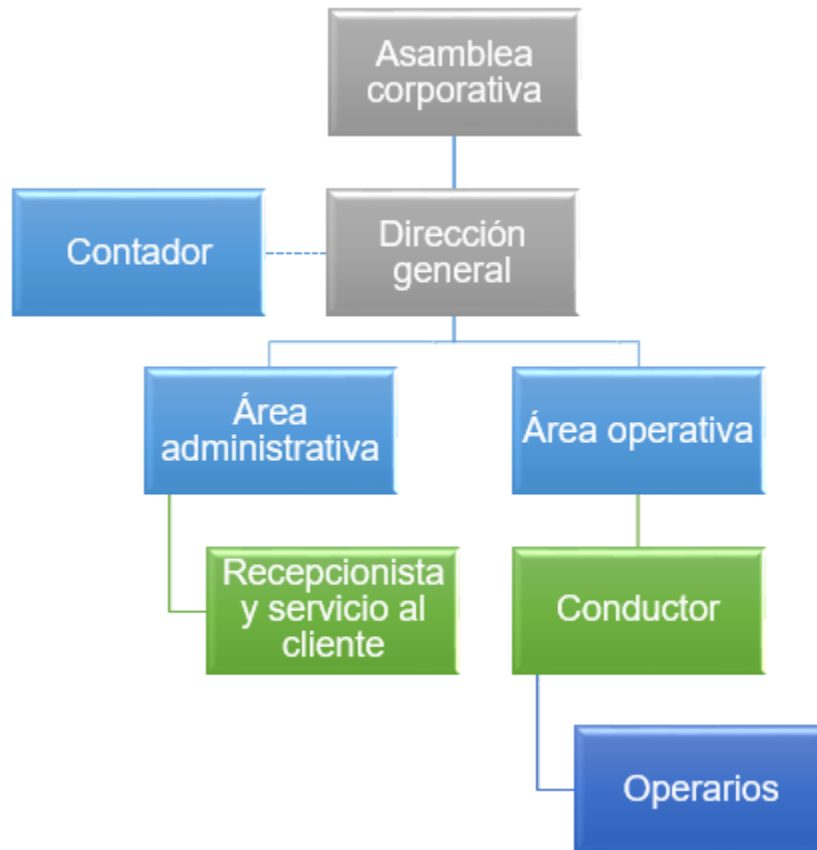 Asamblea
corporativa
Contador
Dirección
general
Área
administrativa
Área operativa
Recepcionista
y servicio al
cliente
Conductor
Operarios